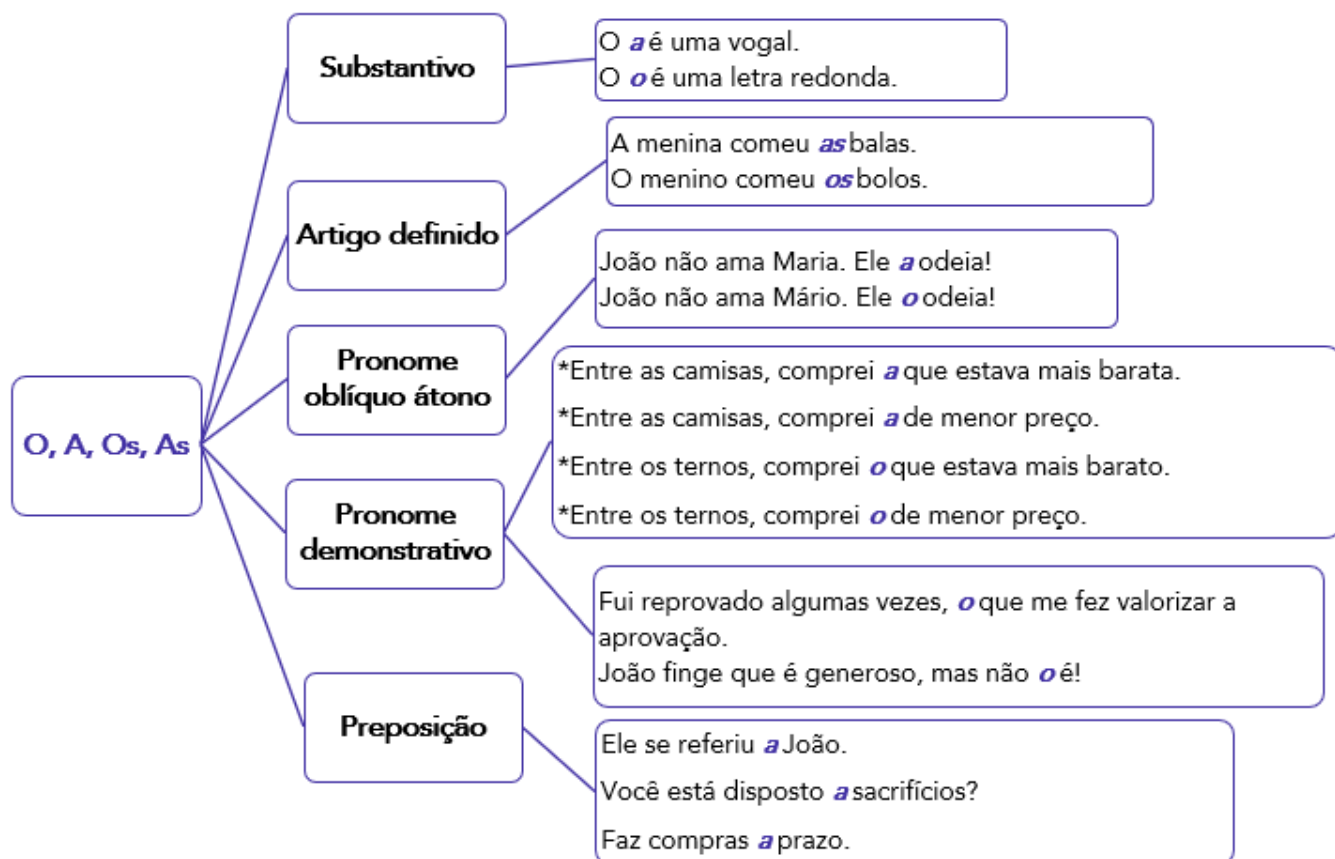 O, A, Os, As
Substantivo
O a é uma vogal.
O o é uma letra redonda.
Artigo definido
A menina comeu as balas.
O menino comeu os bolos.
Pronome
oblíquo átono
João não ama Maria. Ele a odeia!
João não ama Mário. Ele o odeia!
Pronome
demonstrativo
*Entre as camisas, comprei a que estava mais barata.
*Entre as camisas, comprei a de menor preço.
*Entre os ternos, comprei o que estava mais barato.
*Entre os ternos, comprei o de menor preço.
Fui reprovado algumas vezes, o que me fez valorizar a
aprovação.
João finge que é generoso, mas não o é!
Preposição
Ele se referiu a João.
Você está disposto a sacrifícios?
Faz compras a prazo.